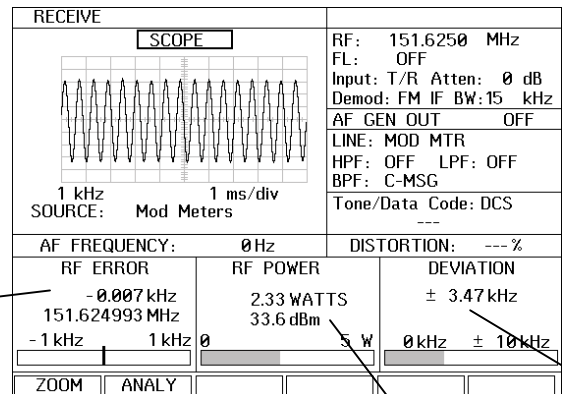 RECEIVE
SCOPE
1 kHz 1 ms/div
SOURCE: Mod Meters
RF: 151.6250 MHz
FL: OFF
Input: T/R Atten: 0 dB
Demod: FM IF BW:15 kHz
AF GEN OUT OFF
LINE: MOD MTR
HPF: OFF LPF: OFF
BPF: C-MSG
Tone/Data Code: DCS
---
AF FREQUENCY: 0 Hz DISTORTION: --- %
RF ERROR
- 0.007 kHz
151.624993 MHz
- 1 kHz 1 kHz
RF POWER
2.33 WATTS
33.6 dBm
0 5 W
DEVIATION
± 3.47 kHz
0 kHz ± 10 kHz
ZOOM ANALY